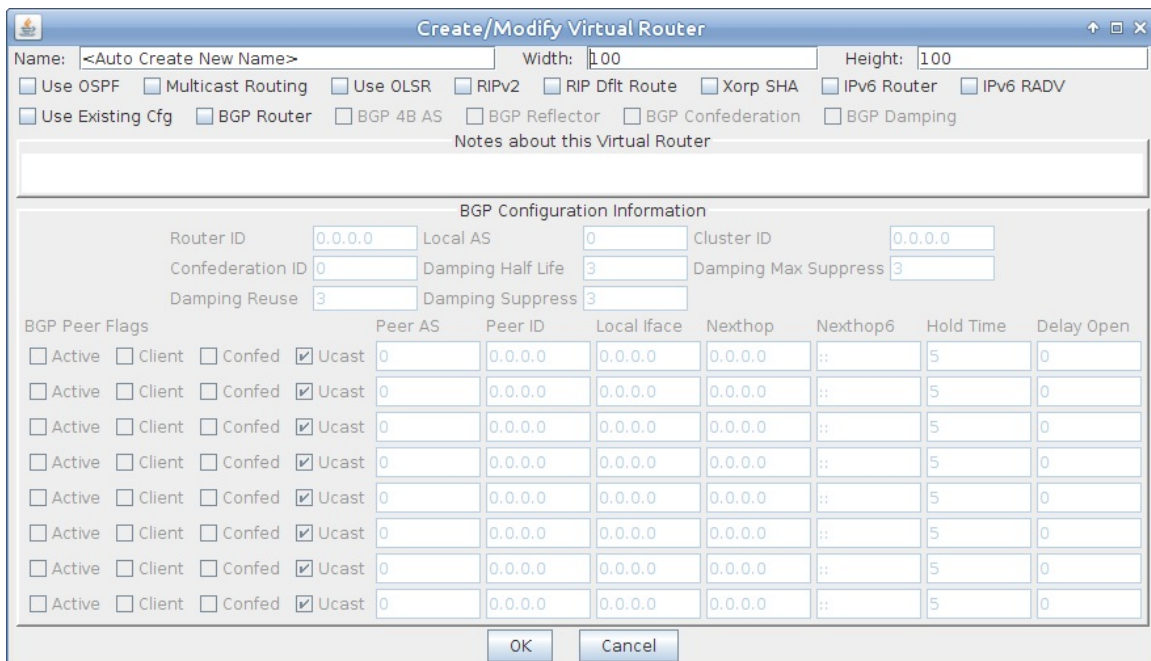 Create/Modify Virtual Router
Name: <Auto Create New Name> Width: 100 Height: 100
Use OSPF Multicast Routing Use OLSR RIPv2 RIP Dflt Route Xorp SHA IPv6 Router IPv6 RADV
Use Existing Cfg BGP Router BGP 4B AS BGP Reflector BGP Confederation BGP Damping
Notes about this Virtual Router
BGP Configuration Information
Router ID 0.0.0.0 Local AS 0 Cluster ID 0.0.0.0
Confederation ID 0 Damping Half Life 3 Damping Max Suppress 3
Damping Reuse 3 Damping Suppress 3
BGP Peer Flags Peer AS Peer ID Local Iface Nexthop Nexthop6 Hold Time Delay Open
Active Client Confed Ucast 0 0.0.0.0 0.0.0.0 0.0.0.0 :: 5 0
Active Client Confed Ucast 0 0.0.0.0 0.0.0.0 0.0.0.0 :: 5 0
Active Client Confed Ucast 0 0.0.0.0 0.0.0.0 0.0.0.0 :: 5 0
Active Client Confed Ucast 0 0.0.0.0 0.0.0.0 0.0.0.0 :: 5 0
Active Client Confed Ucast 0 0.0.0.0 0.0.0.0 0.0.0.0 :: 5 0
Active Client Confed Ucast 0 0.0.0.0 0.0.0.0 0.0.0.0 :: 5 0
Active Client Confed Ucast 0 0.0.0.0 0.0.0.0 0.0.0.0 :: 5 0
Active Client Confed Ucast 0 0.0.0.0 0.0.0.0 0.0.0.0 :: 5 0
OK Cancel